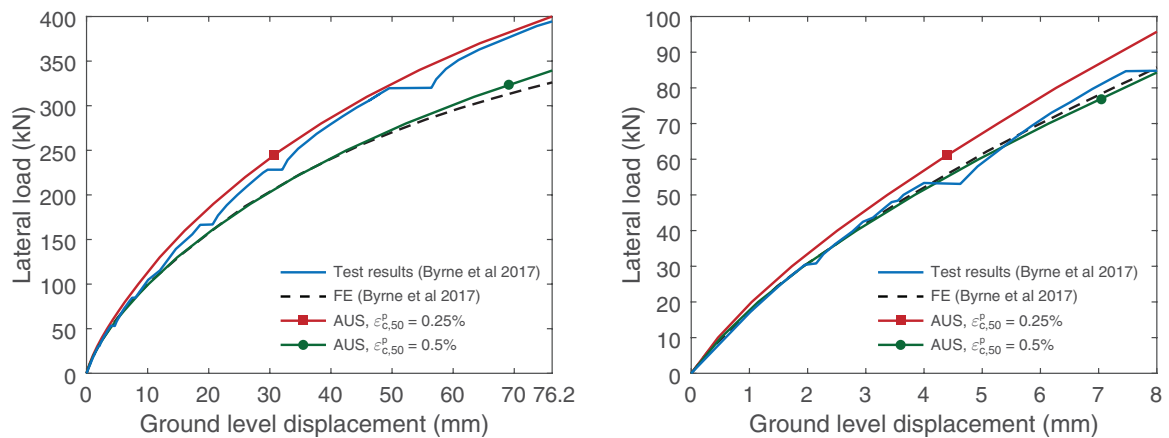 400
350
300
250
200
150
100
50
0
Lateral load (kN)
0 10 20 30 40 50 60 70 76.2
Ground level displacement (mm)
Test results (Byrne et al 2017)
FE (Byrne et al 2017)
AUS, εᵖc,50 = 0.25%
AUS, εᵖc,50 = 0.5%
100
90
80
70
60
50
40
30
20
10
0
Lateral load (kN)
0 1 2 3 4 5 6 7 8
Ground level displacement (mm)
Test results (Byrne et al 2017)
FE (Byrne et al 2017)
AUS, εᵖc,50 = 0.25%
AUS, εᵖc,50 = 0.5%